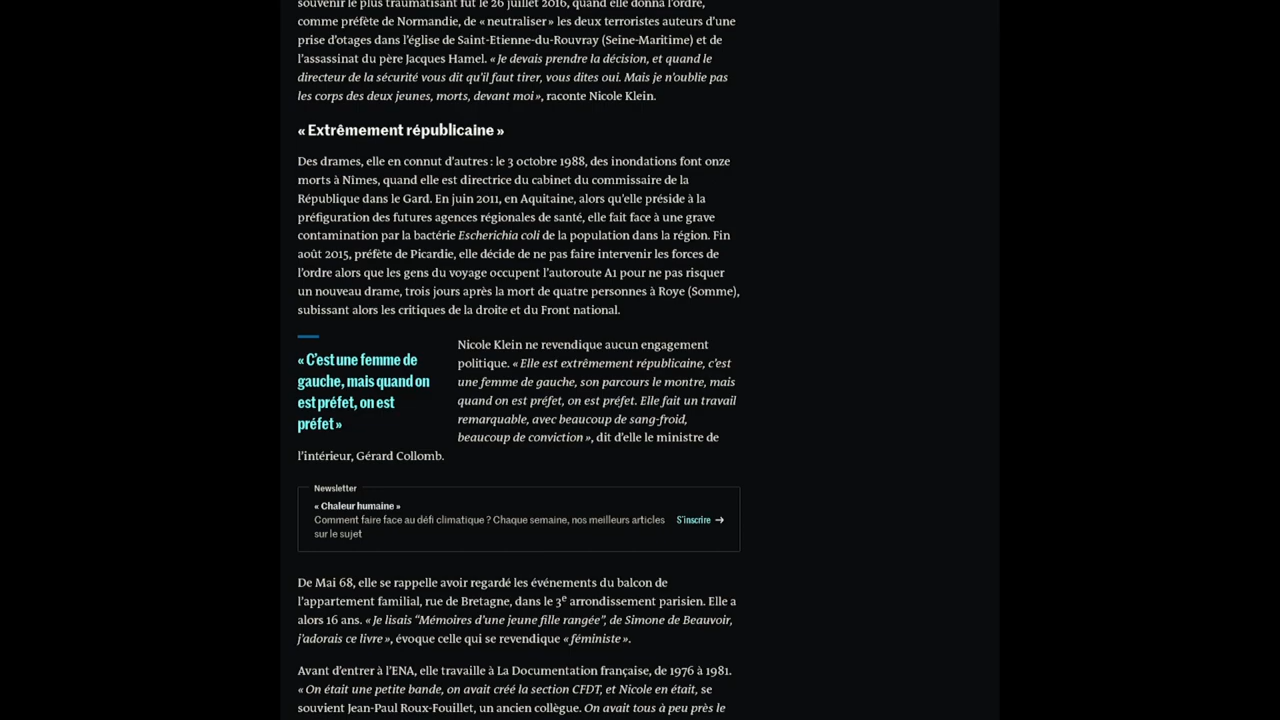 souvenir le plus traumatisant fut le 26 juillet 2016, quand elle donna l'ordre,
comme préfète de Normandie, de « neutraliser » les deux terroristes auteurs d'une
prise d'otages dans l'église de Saint-Etienne-du-Rouvray (Seine-Maritime) et de
l'assassinat du père Jacques Hamel. « Je devais prendre la décision, et quand le
directeur de la sécurité vous dit qu'il faut tirer, vous dites oui. Mais je n'oublie pas
les corps des deux jeunes, morts, devant moi », raconte Nicole Klein.
« Extrêmement républicaine »
Des drames, elle en connut d'autres : le 3 octobre 1988, des inondations font onze
morts à Nîmes, quand elle est directrice du cabinet du commissaire de la
République dans le Gard. En juin 2011, en Aquitaine, alors qu'elle préside à la
préfiguration des futures agences régionales de santé, elle fait face à une grave
contamination par la bactérie Escherichia coli de la population dans la région. Fin
août 2015, préfète de Picardie, elle décide de ne pas faire intervenir les forces de
l'ordre alors que les gens du voyage occupent l'autoroute A1 pour ne pas risquer
un nouveau drame, trois jours après la mort de quatre personnes à Roye (Somme),
subissant alors les critiques de la droite et du Front national.
« C'est une femme de
gauche, mais quand on
est préfet, on est
préfet »
Nicole Klein ne revendique aucun engagement
politique. « Elle est extrêmement républicaine, c'est
une femme de gauche, son parcours le montre, mais
quand on est préfet, on est préfet. Elle fait un travail
remarquable, avec beaucoup de sang-froid,
beaucoup de conviction », dit d'elle le ministre de
l'intérieur, Gérard Collomb.
Newsletter
« Chaleur humaine »
Comment faire face au défi climatique ? Chaque semaine, nos meilleurs articles
sur le sujet
S'inscrire →
De Mai 68, elle se rappelle avoir regardé les événements du balcon de
l'appartement familial, rue de Bretagne, dans le 3e arrondissement parisien. Elle a
alors 16 ans. « Je lisais “Mémoires d'une jeune fille rangée”, de Simone de Beauvoir,
j'adorais ce livre », évoque celle qui se revendique « féministe ».
Avant d'entrer à l'ENA, elle travaille à La Documentation française, de 1976 à 1981.
« On était une petite bande, on avait créé la section CFDT, et Nicole en était, se
souvient Jean-Paul Roux-Fouillet, un ancien collègue. On avait tous à peu près le